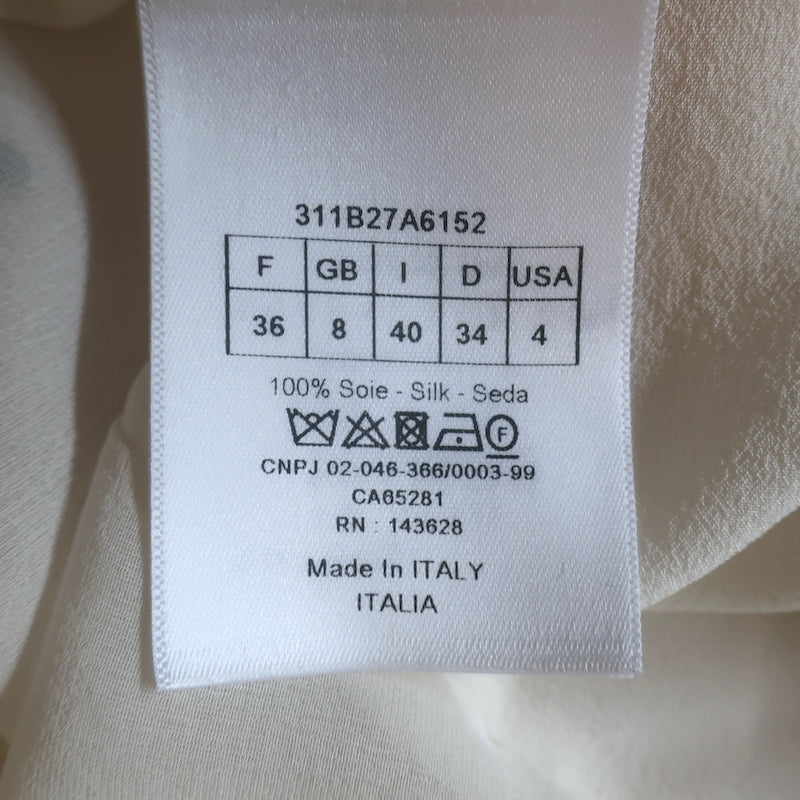 311B27A6152
F GB I D USA
36 8 40 34 4
100% Soie - Silk - Seda
F
CNPJ 02-046-366/0003-99
CA65281
RN : 143628
Made In ITALY
ITALIA